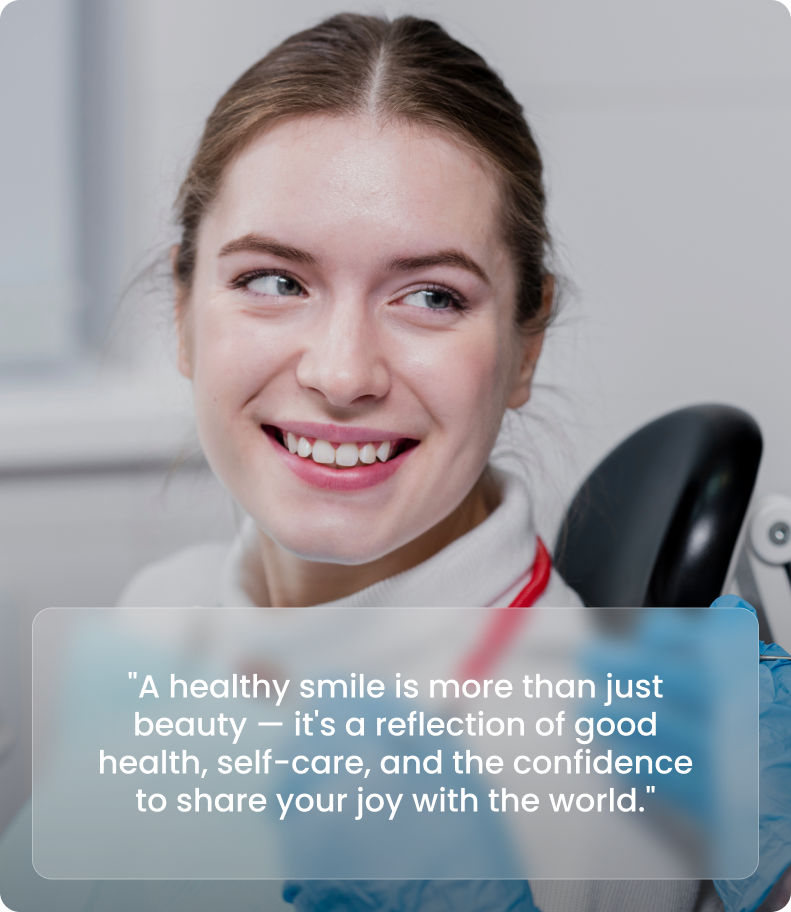 "A healthy smile is more than just
beauty — it's a reflection of good
health, self-care, and the confidence
to share your joy with the world."